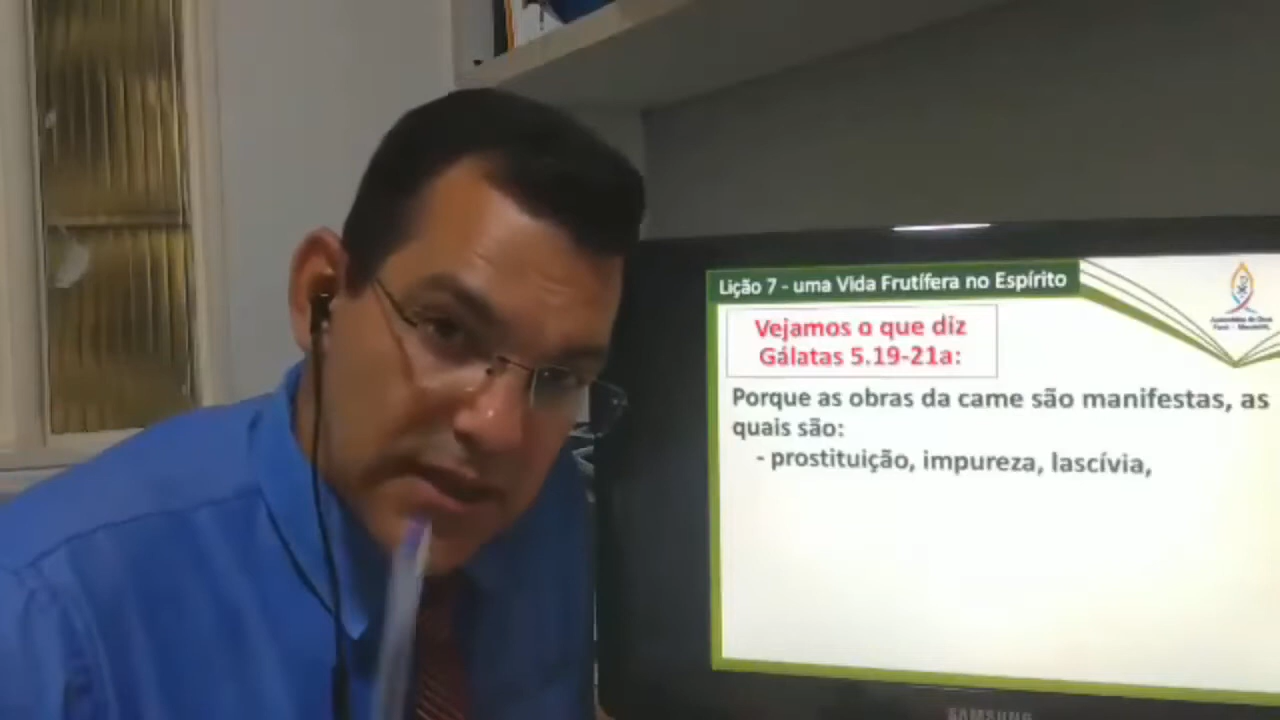 Lição 7 - uma Vida Frutífera no Espírito
Vejamos o que diz
Gálatas 5.19-21a:
Porque as obras da came são manifestas, as
quais são:
- prostituição, impureza, lascívia,
SAMSUNG